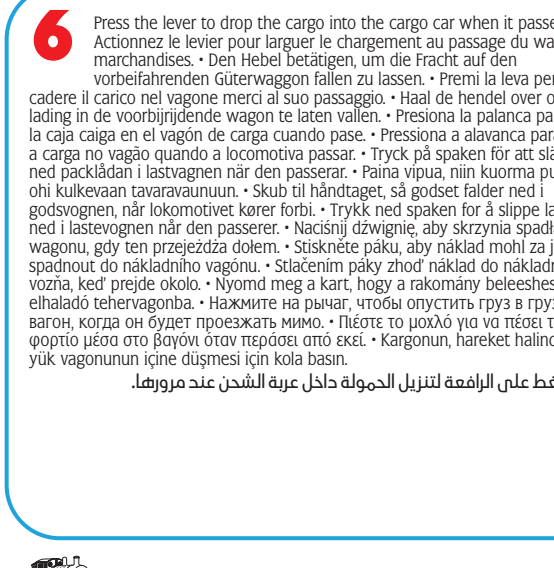 6
Press the lever to drop the cargo into the cargo car when it passe
Actionnez le levier pour larguer le chargement au passage du wa
marchandises. • Den Hebel betätigen, um die Fracht auf den
vorbeifahrenden Güterwaggon fallen zu lassen. • Premi la leva per
cadere il carico nel vagone merci al suo passaggio. • Haal de hendel over o
lading in de voorbijrijdende wagon te laten vallen. • Presiona la palanca pa
la caja caiga en el vagón de carga cuando pase. • Pressiona a alavanca para
a carga no vagão quando a locomotiva passar. • Tryck på spaken för att slä
ned packlådan i lastvagnen när den passerar. • Paina vipua, niin kuorma pu
ohi kulkevaan tavaravaunuun. • Skub til håndtaget, så godset falder ned i
godsvognen, når lokomotivet kører forbi. • Trykk ned spaken for å slippe la
ned i lastevognen når den passerer. • Naciśnij dźwignię, aby skrzynia spadł
wagonu, gdy ten przejeżdża dołem. • Stiskněte páku, aby náklad mohl za j
spadnout do nákladního vagónu. • Stlačením páky zhoď náklad do nákladn
vozňa, keď prejde okolo. • Nyomd meg a kart, hogy a rakomány beleeshes
elhaladó tehervagonba. • Нажмите на рычаг, чтобы опустить груз в груз
вагон, когда он будет проезжать мимо. • Πιέστε το μοχλό για να πέσει τ
φορτίο μέσα στο βαγόνι όταν περάσει από εκεί. • Kargonun, hareket halind
yük vagonunun içine düşmesi için kola basın.
غط على الرافعة لتنزيل الحمولة داخل عربة الشحن عند مرورها.